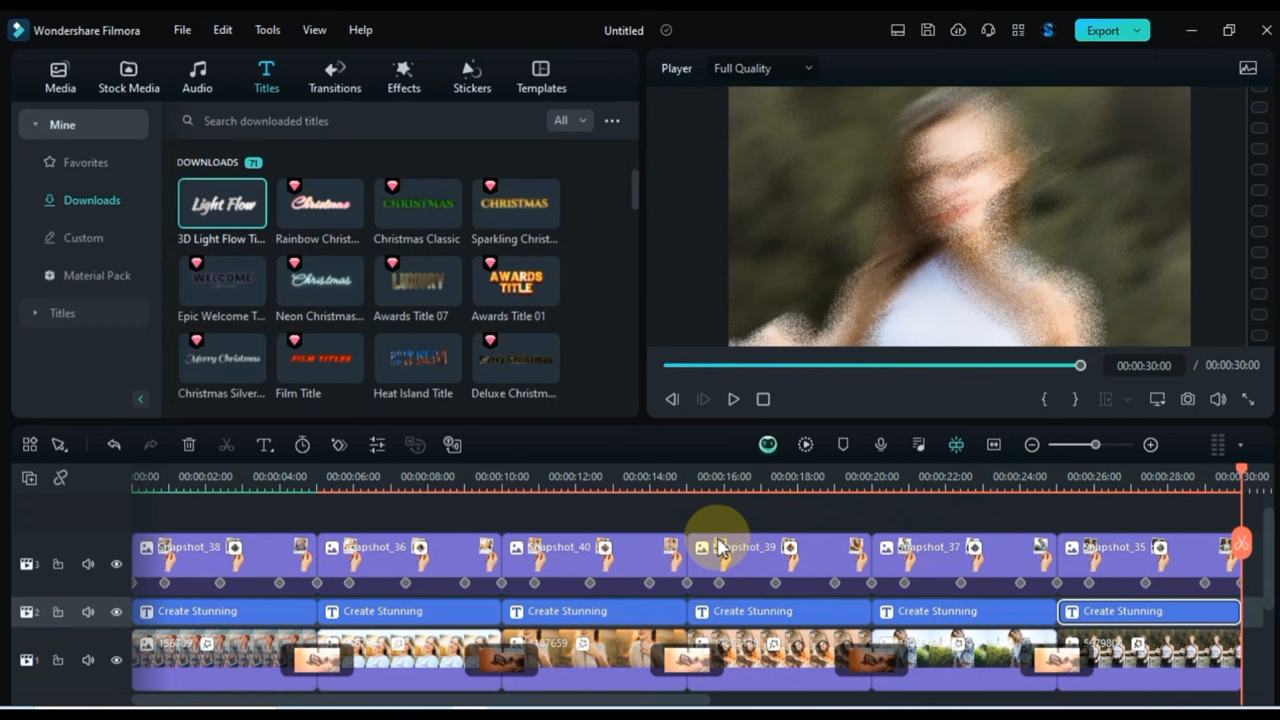 Wondershare Filmora File Edit Tools View Help Untitled Export
Media Stock Media Audio Titles Transitions Effects Stickers Templates
Player Full Quality
Mine
Favorites
Downloads
Custom
Material Pack
Titles
Search downloaded titles All
DOWNLOADS 71
Light Flow Christmas CHRISTMAS CHRISTMAS
3D Light Flow Ti... Rainbow Christ... Christmas Classic Sparkling Christ...
WELCOME Christmas LUXURY AWARDS TITLE
Epic Welcome T... Neon Christmas... Awards Title 07 Awards Title 01
Merry Christmas FILM TITLES HEAT ISLAND Merry Christmas
Christmas Silver... Film Title Heat Island Title Deluxe Christm...
00:00:30:00 / 00:00:30:00
:00:00 00:00:02:00 00:00:04:00 00:00:06:00 00:00:08:00 00:00:10:00 00:00:12:00 00:00:14:00 00:00:16:00 00:00:18:00 00:00:20:00 00:00:22:00 00:00:24:00 00:00:26:00 00:00:28:00 00:00:30:00
3 Snapshot_38 Snapshot_36 Snapshot_40 Snapshot_39 Snapshot_37 Snapshot_35
2 Create Stunning Create Stunning Create Stunning Create Stunning Create Stunning Create Stunning
1